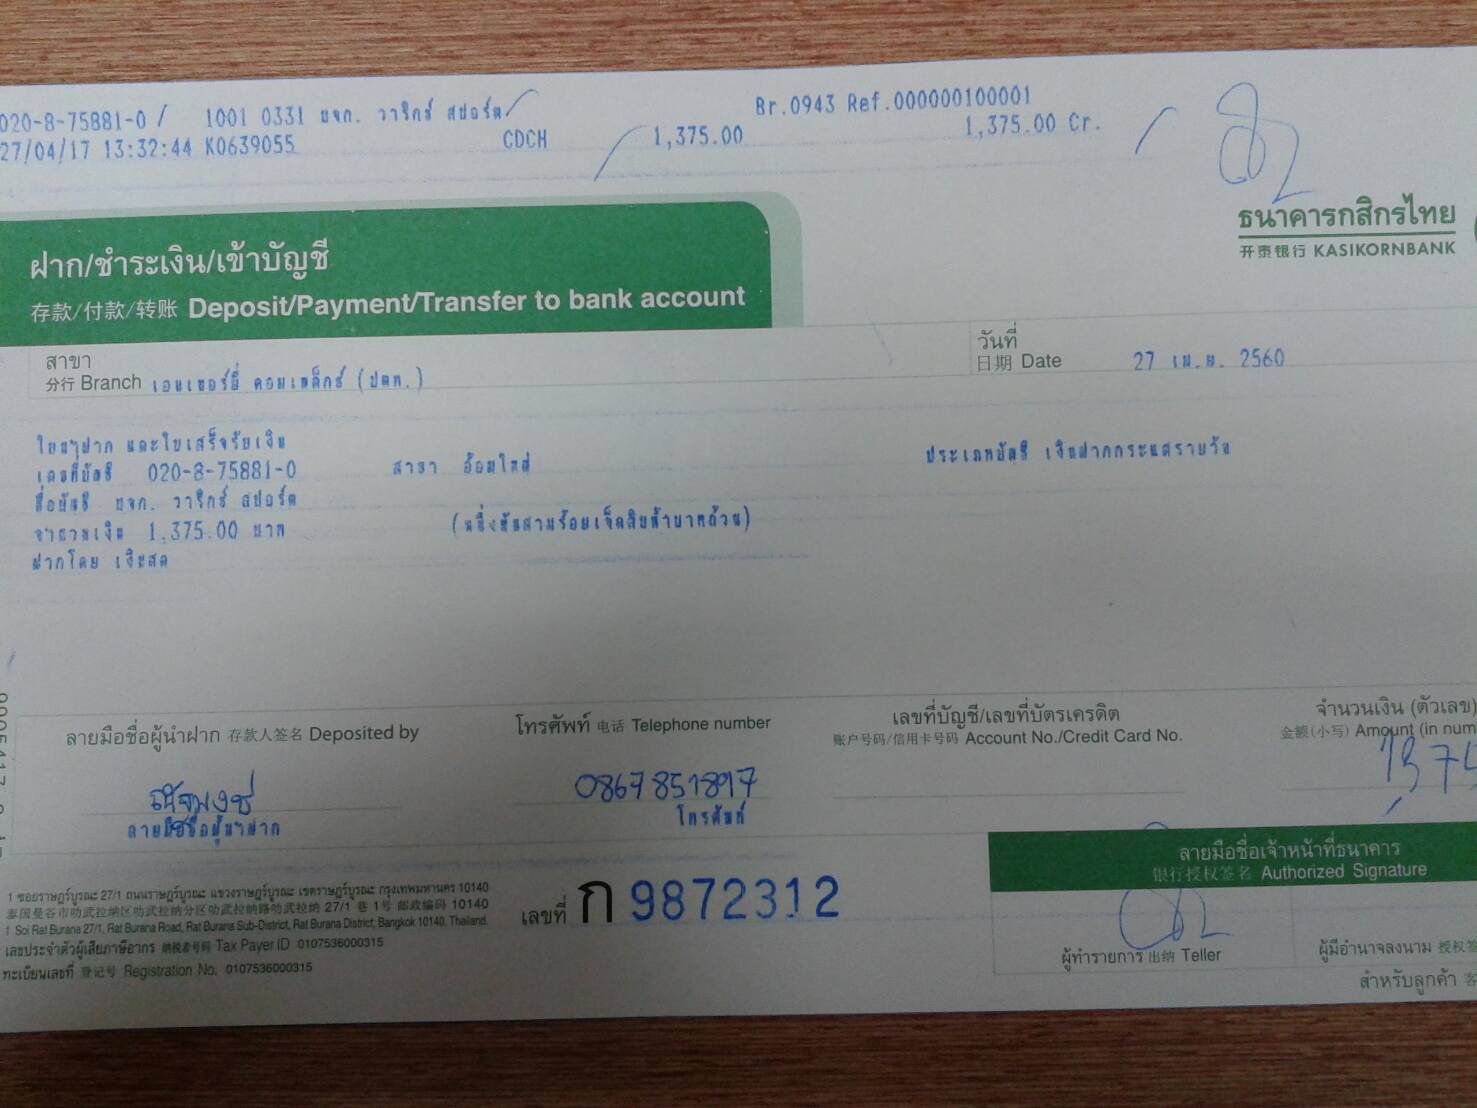 020-8-75881-0 / 1001 0331 บจก. วาริกซ์ สปอร์ต Br.0943 Ref.000000100001
27/04/17 13:32:44 K0639055 CDCH 1,375.00 1,375.00 Cr.
ธนาคารกสิกรไทย
开泰银行 KASIKORNBANK
ฝาก/ชำระเงิน/เข้าบัญชี
存款/付款/转账 Deposit/Payment/Transfer to bank account
สาขา
分行 Branch เอนเนอร์ยี่ คอมเพล็กซ์ (ปตท.)
วันที่
日期 Date 27 เม.ย. 2560
ใบนำฝาก และใบเสร็จรับเงิน
เลขที่บัญชี 020-8-75881-0 สาขา อ้อมใหญ่ ประเภทบัญชี เงินฝากกระแสรายวัน
ชื่อบัญชี บจก. วาริกซ์ สปอร์ต
จำนวนเงิน 1,375.00 บาท (หนึ่งพันสามร้อยเจ็ดสิบห้าบาทถ้วน)
ฝากโดย เงินสด
ลายมือชื่อผู้นำฝาก 存款人签名 Deposited by
โทรศัพท์ 电话 Telephone number
เลขที่บัญชี/เลขที่บัตรเครดิต
账户号码/信用卡号码 Account No./Credit Card No.
จำนวนเงิน (ตัวเลข)
金额(小写) Amount (in num
0867851897
ลายมือชื่อผู้นำฝาก
โทรศัพท์
ลายมือชื่อเจ้าหน้าที่ธนาคาร
银行授权签名 Authorized Signature
1 ซอยราษฎร์บูรณะ 27/1 ถนนราษฎร์บูรณะ แขวงราษฎร์บูรณะ เขตราษฎร์บูรณะ กรุงเทพมหานคร 10140
泰国曼谷市叻武拉纳区叻武拉纳分区叻武拉纳路叻武拉纳 27/1 巷 1号 邮政编码 10140
1 Soi Rat Burana 27/1, Rat Burana Road, Rat Burana Sub-District, Rat Burana District, Bangkok 10140, Thailand.
เลขประจำตัวผู้เสียภาษีอากร 纳税者号码 Tax Payer ID 0107536000315
ทะเบียนเลขที่ 登记号 Registration No. 0107536000315
เลขที่ ก 9872312
ผู้ทำรายการ 出纳 Teller
ผู้มีอำนาจลงนาม 授权签
สำหรับลูกค้า 客